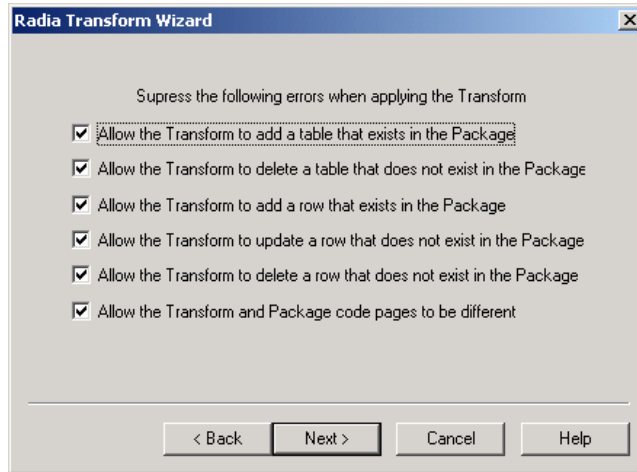 Radia Transform Wizard
Supress the following errors when applying the Transform
Allow the Transform to add a table that exists in the Package
Allow the Transform to delete a table that does not exist in the Package
Allow the Transform to add a row that exists in the Package
Allow the Transform to update a row that does not exist in the Package
Allow the Transform to delete a row that does not exist in the Package
Allow the Transform and Package code pages to be different
< Back Next > Cancel Help